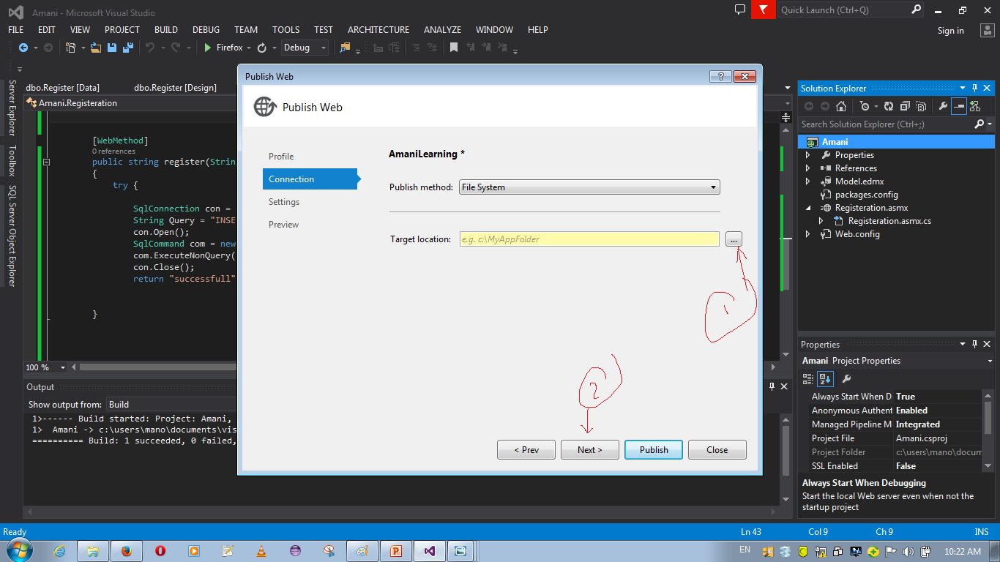 Amani - Microsoft Visual Studio
Quick Launch (Ctrl+Q)
FILE EDIT VIEW PROJECT BUILD DEBUG TEAM TOOLS TEST ARCHITECTURE ANALYZE WINDOW HELP
Sign in
Firefox
Debug
Server Explorer
Toolbox
SQL Server Object Explorer
dbo.Register [Data]
dbo.Register [Design]
Amani.Registeration
[WebMethod]
0 references
public string register(Strin
{
try {
SqlConnection con =
String Query = "INSE
con.Open();
SqlCommand com = new
com.ExecuteNonQuery(
con.Close();
return "successfull"
}
100 %
Output
Show output from: Build
1>------ Build started: Project: Amani,
1> Amani -> c:\users\mano\documents\vis
========== Build: 1 succeeded, 0 failed,
Publish Web
?
Publish Web
Profile
Connection
Settings
Preview
AmaniLearning *
Publish method: File System
Target location: e.g. c:\MyAppFolder
...
1
2
< Prev
Next >
Publish
Close
Solution Explorer
Search Solution Explorer (Ctrl+;)
Amani
Properties
References
Model.edmx
packages.config
Registeration.asmx
Registeration.asmx.cs
Web.config
Properties
Amani Project Properties
Always Start When D True
Anonymous Authent Enabled
Managed Pipeline M Integrated
Project File Amani.csproj
Project Folder c:\users\mano\docum
SSL Enabled False
Always Start When Debugging
Start the local Web server even when not the
startup project
Ready
Ln 43
Col 9
Ch 9
INS
EN
10:22 AM